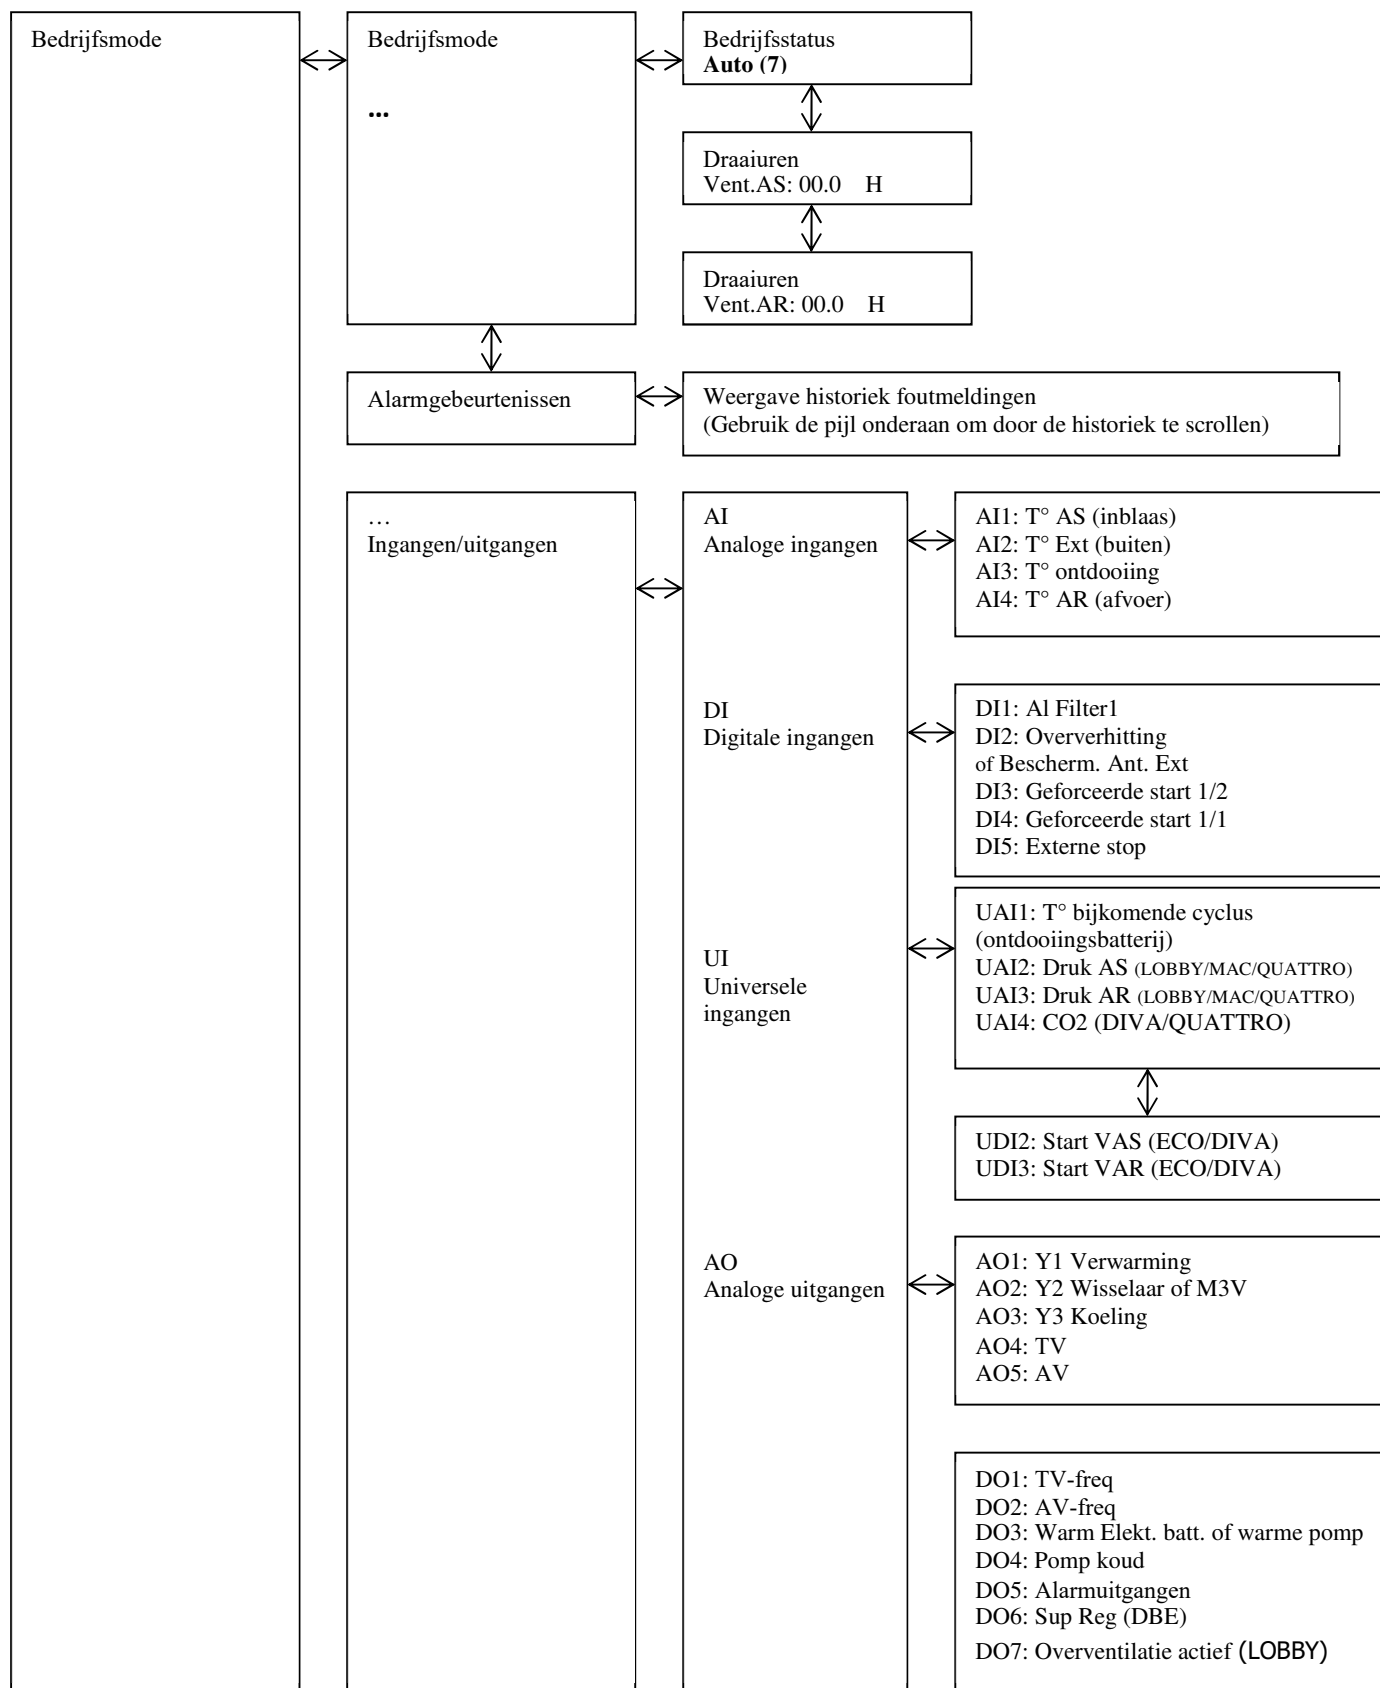 Bedrijfsmode
Bedrijfsmode
...
Bedrijfsstatus
Auto (7)
Draaiuren
Vent.AS: 00.0 H
Draaiuren
Vent.AR: 00.0 H
Alarmgebeurtenissen
Weergave historiek foutmeldingen
(Gebruik de pijl onderaan om door de historiek te scrollen)
…
Ingangen/uitgangen
AI
Analoge ingangen
AI1: T° AS (inblaas)
AI2: T° Ext (buiten)
AI3: T° ontdooiing
AI4: T° AR (afvoer)
DI
Digitale ingangen
DI1: Al Filter1
DI2: Oververhitting
of Bescherm. Ant. Ext
DI3: Geforceerde start 1/2
DI4: Geforceerde start 1/1
DI5: Externe stop
UI
Universele
ingangen
UAI1: T° bijkomende cyclus
(ontdooiingsbatterij)
UAI2: Druk AS (LOBBY/MAC/QUATTRO)
UAI3: Druk AR (LOBBY/MAC/QUATTRO)
UAI4: CO2 (DIVA/QUATTRO)
UDI2: Start VAS (ECO/DIVA)
UDI3: Start VAR (ECO/DIVA)
AO
Analoge uitgangen
AO1: Y1 Verwarming
AO2: Y2 Wisselaar of M3V
AO3: Y3 Koeling
AO4: TV
AO5: AV
DO1: TV-freq
DO2: AV-freq
DO3: Warm Elekt. batt. of warme pomp
DO4: Pomp koud
DO5: Alarmuitgangen
DO6: Sup Reg (DBE)
DO7: Overventilatie actief (LOBBY)